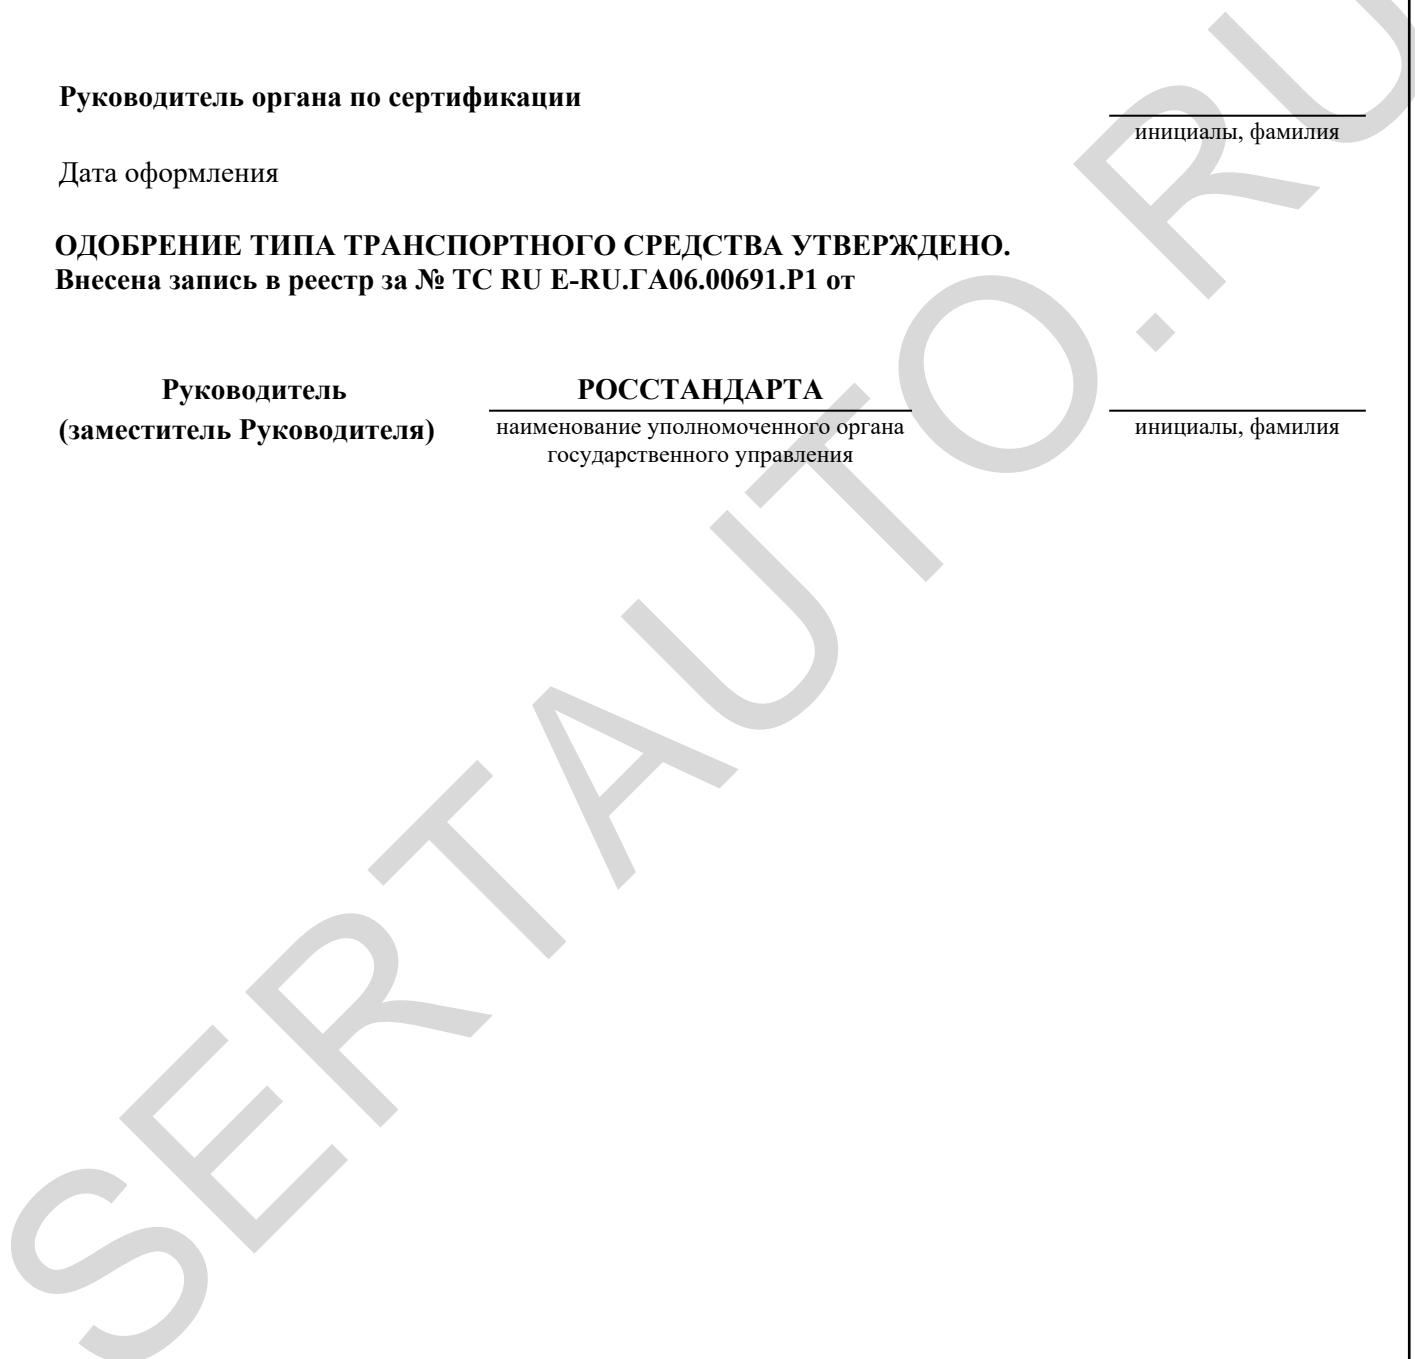 Руководитель органа по сертификации
инициалы, фамилия
Дата оформления
ОДОБРЕНИЕ ТИПА ТРАНСПОРТНОГО СРЕДСТВА УТВЕРЖДЕНО.
Внесена запись в реестр за № ТС RU E-RU.ГА06.00691.Р1 от
Руководитель
(заместитель Руководителя)
РОССТАНДАРТА
наименование уполномоченного органа
государственного управления
инициалы, фамилия
SERTAUTO.RU